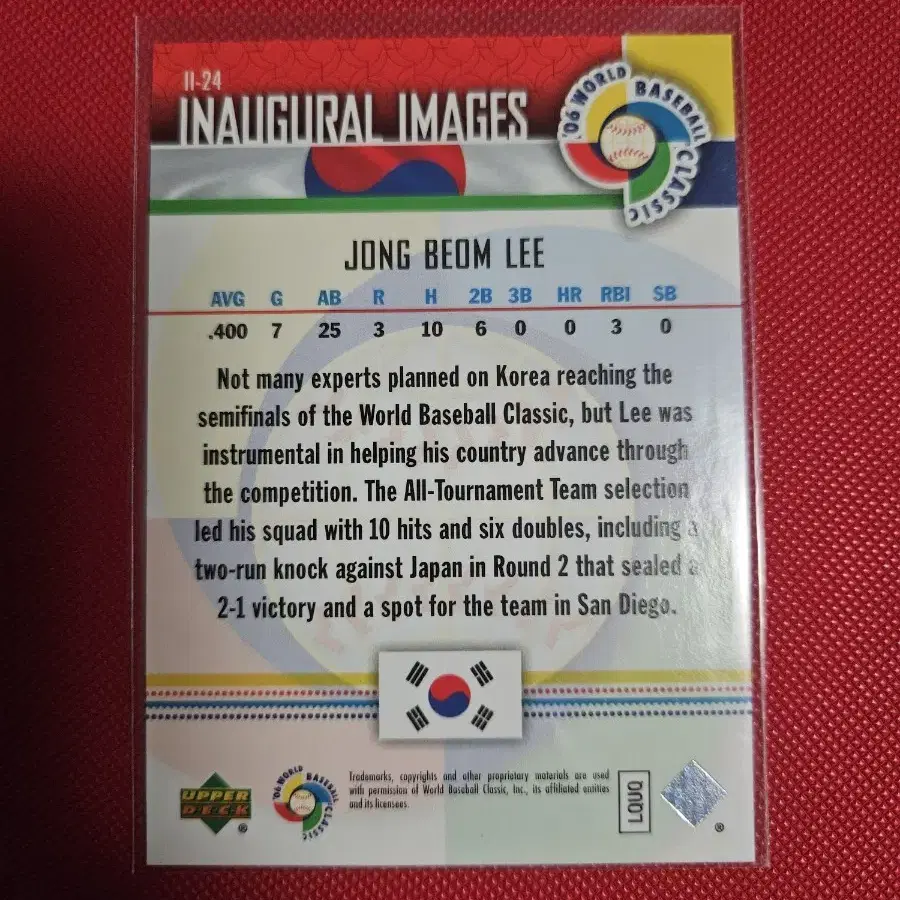 II-24
INAUGURAL IMAGES
'06 WORLD BASEBALL CLASSIC
JONG BEOM LEE
AVG G AB R H 2B 3B HR RBI SB
.400 7 25 3 10 6 0 0 3 0
Not many experts planned on Korea reaching the
semifinals of the World Baseball Classic, but Lee was
instrumental in helping his country advance through
the competition. The All-Tournament Team selection
led his squad with 10 hits and six doubles, including a
two-run knock against Japan in Round 2 that sealed a
2-1 victory and a spot for the team in San Diego.
UPPER
DECK
®
'06 WORLD BASEBALL CLASSIC
Trademarks, copyrights and other proprietary materials are used
with permission of World Baseball Classic, Inc., its affiliated entities
and its licensees.
LQUQ
®